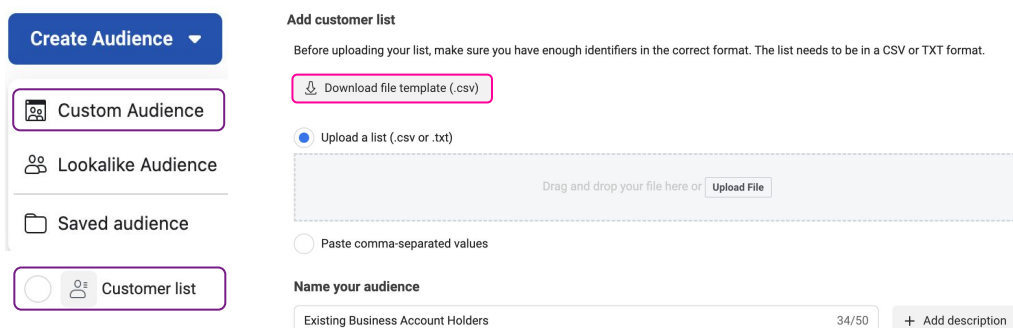 Create Audience
Custom Audience
Lookalike Audience
Saved audience
Customer list
Add customer list
Before uploading your list, make sure you have enough identifiers in the correct format. The list needs to be in a CSV or TXT format.
Download file template (.csv)
Upload a list (.csv or .txt)
Drag and drop your file here or Upload File
Paste comma-separated values
Name your audience
Existing Business Account Holders 34/50 + Add description